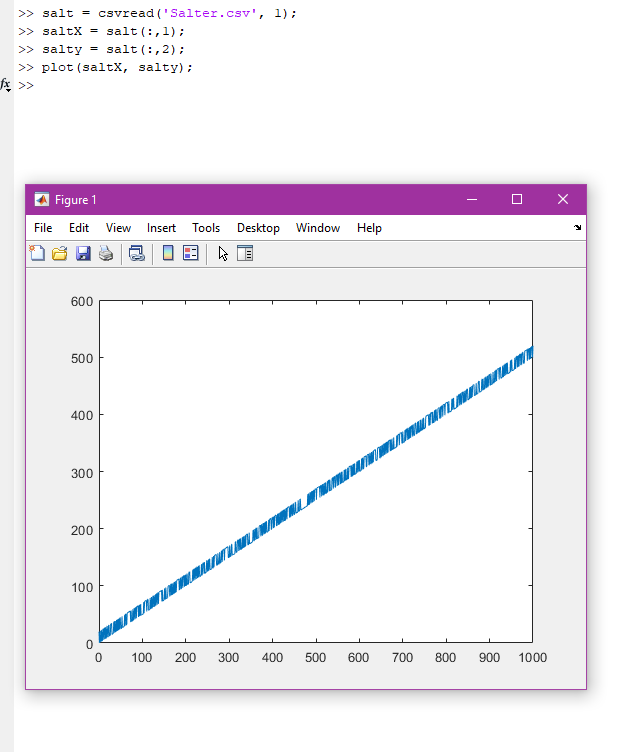 >> salt = csvread('Salter.csv', 1);
>> saltX = salt(:,1);
>> salty = salt(:,2);
>> plot(saltX, salty);
fx >>
Figure 1
File Edit View Insert Tools Desktop Window Help
600
500
400
300
200
100
0
0 100 200 300 400 500 600 700 800 900 1000